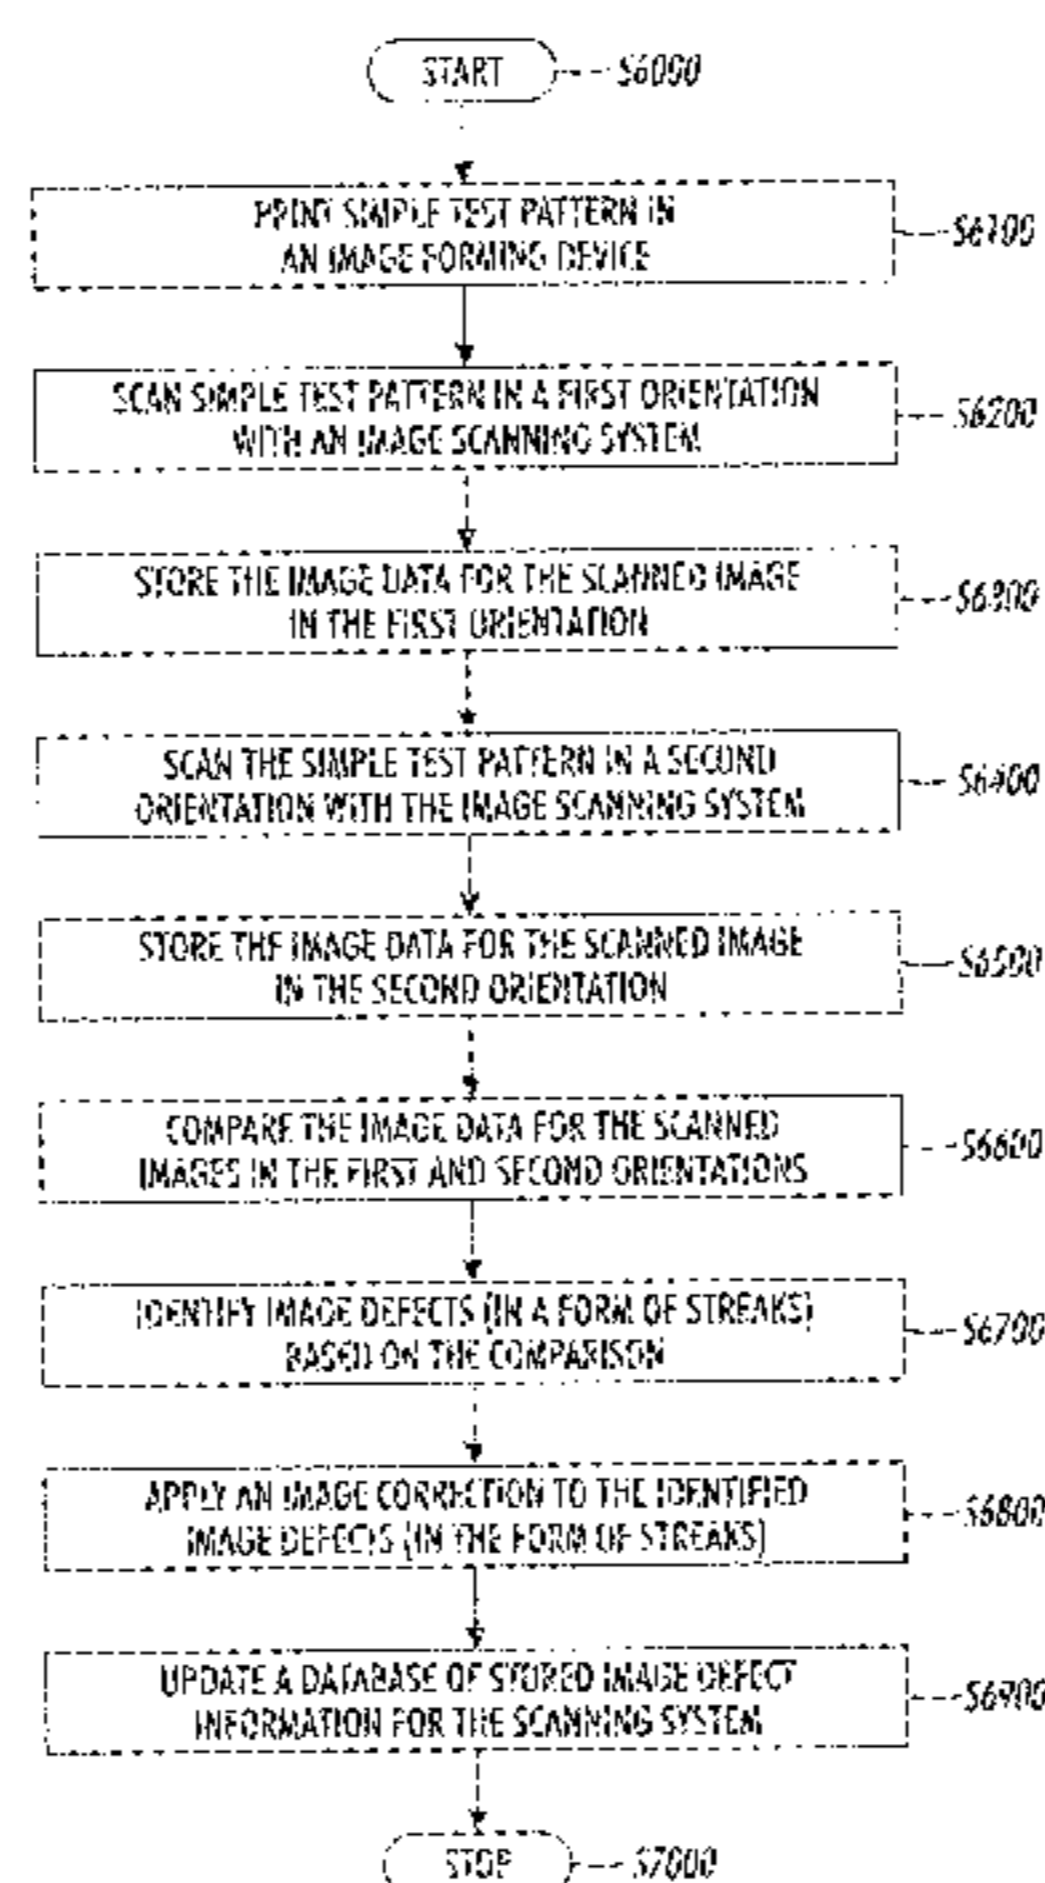 START
S6000
PRINT SIMPLE TEST PATTERN IN
AN IMAGE FORMING DEVICE
S6100
SCAN SIMPLE TEST PATTERN IN A FIRST ORIENTATION
WITH AN IMAGE SCANNING SYSTEM
S6200
STORE THE IMAGE DATA FOR THE SCANNED IMAGE
IN THE FIRST ORIENTATION
S6300
SCAN THE SIMPLE TEST PATTERN IN A SECOND
ORIENTATION WITH THE IMAGE SCANNING SYSTEM
S6400
STORE THE IMAGE DATA FOR THE SCANNED IMAGE
IN THE SECOND ORIENTATION
S6500
COMPARE THE IMAGE DATA FOR THE SCANNED
IMAGES IN THE FIRST AND SECOND ORIENTATIONS
S6600
IDENTIFY IMAGE DEFECTS (IN A FORM OF STREAKS)
BASED ON THE COMPARISON
S6700
APPLY AN IMAGE CORRECTION TO THE IDENTIFIED
IMAGE DEFECTS (IN THE FORM OF STREAKS)
S6800
UPDATE A DATABASE OF STORED IMAGE DEFECT
INFORMATION FOR THE SCANNING SYSTEM
S6900
STOP
S7000